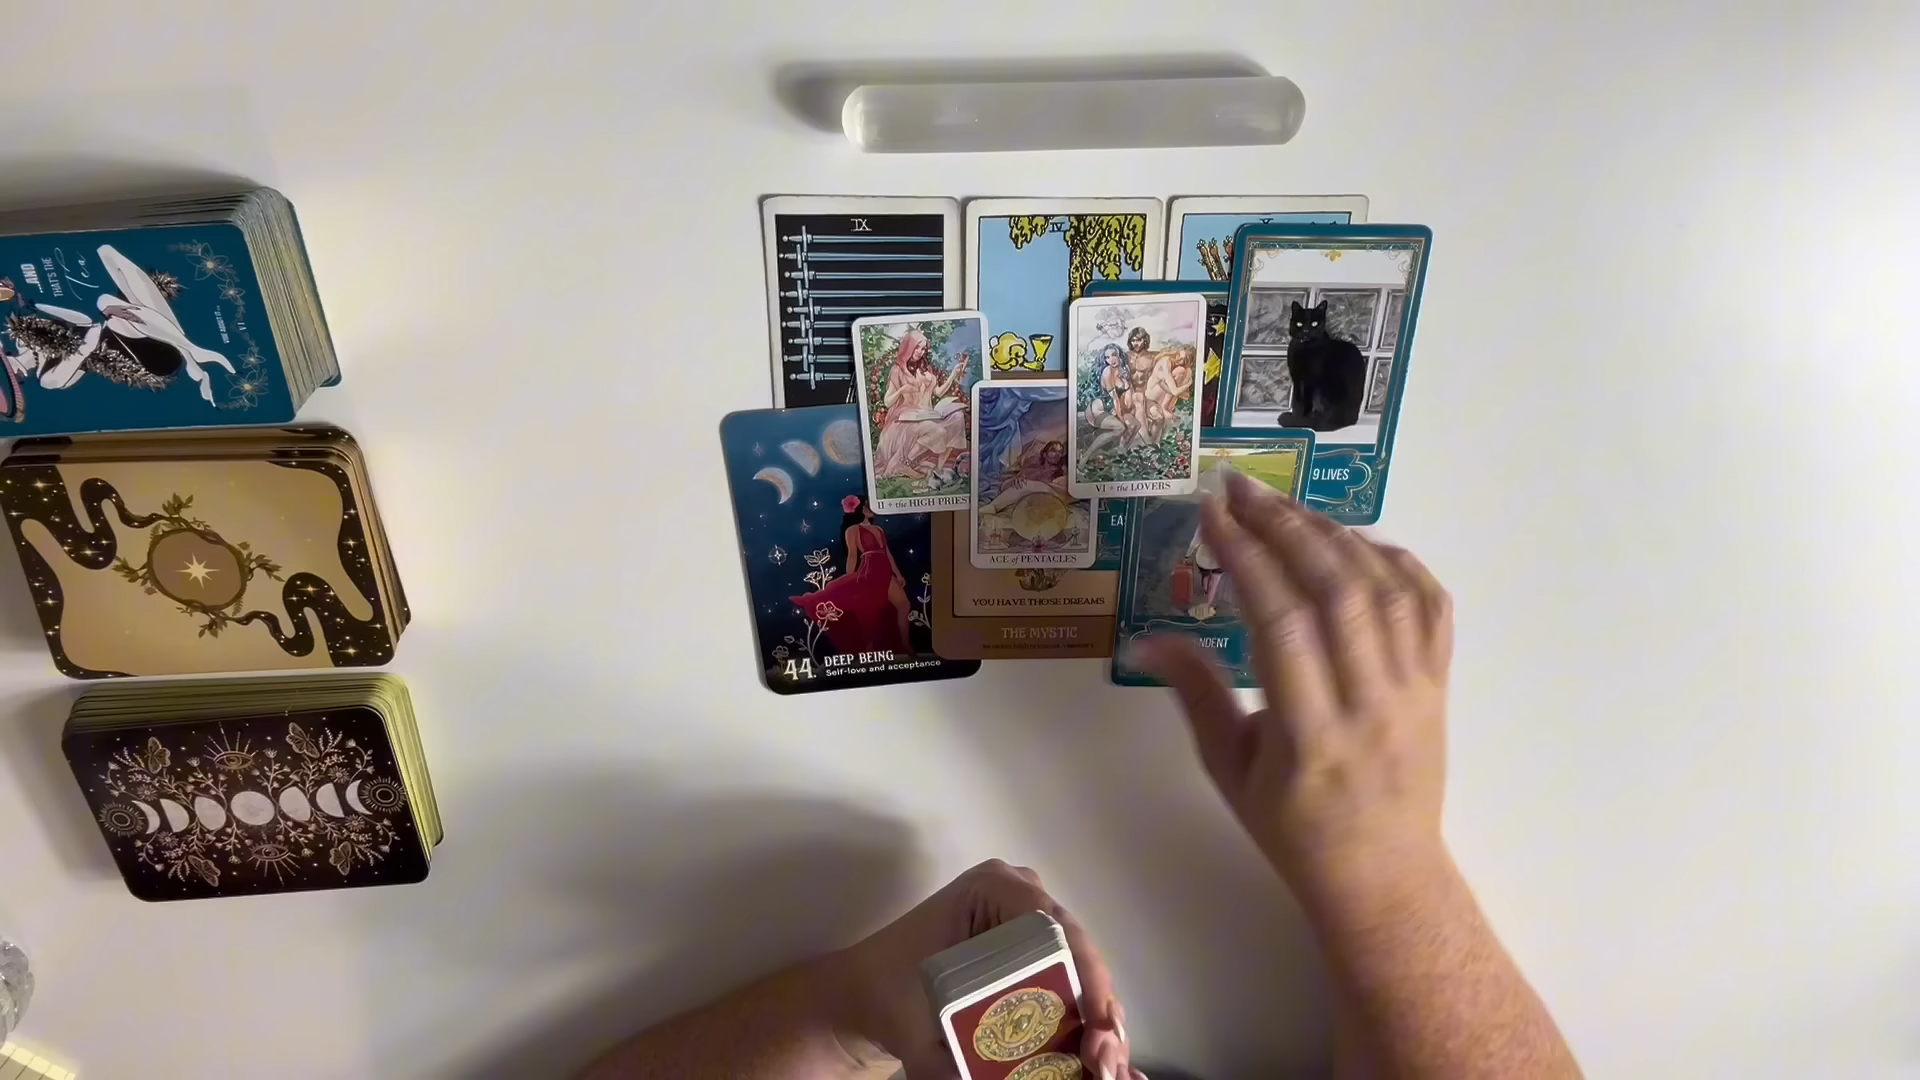 IX
IV
X
...AND
THAT'S THE
Tea
9 LIVES
II + the HIGH PRIEST
VI + the LOVERS
EA
ACE of PENTACLES
YOU HAVE THOSE DREAMS
THE MYSTIC
NDENT
44. DEEP BEING
Self-love and acceptance